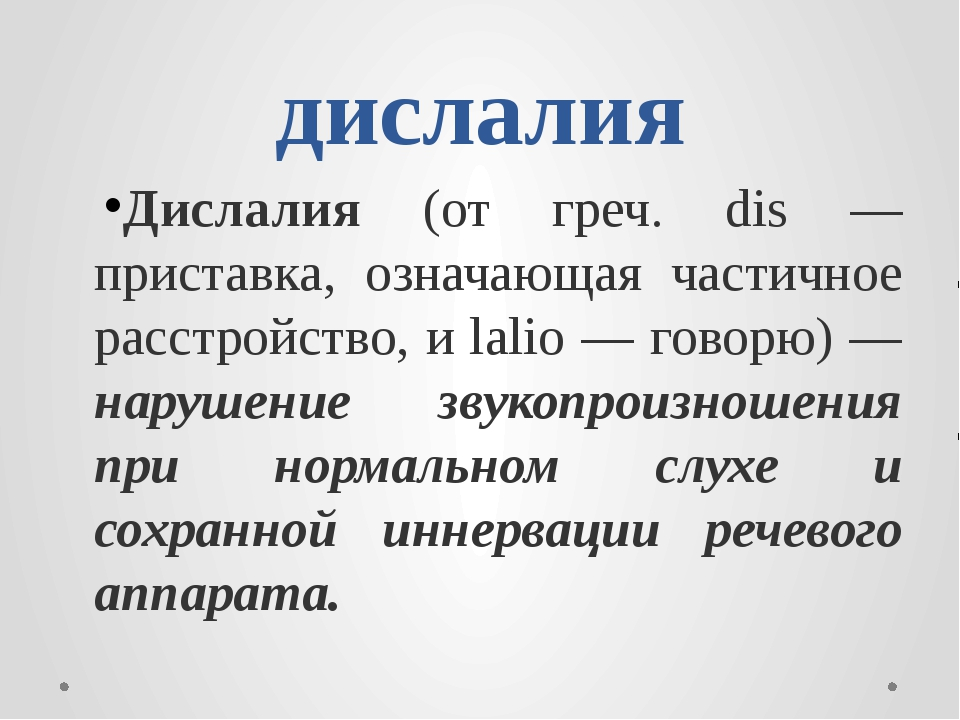 дислалия
•Дислалия (от греч. dis —
приставка, означающая частичное
расстройство, и lalio — говорю) —
нарушение звукопроизношения
при нормальном слухе и
сохранной иннервации речевого
аппарата.